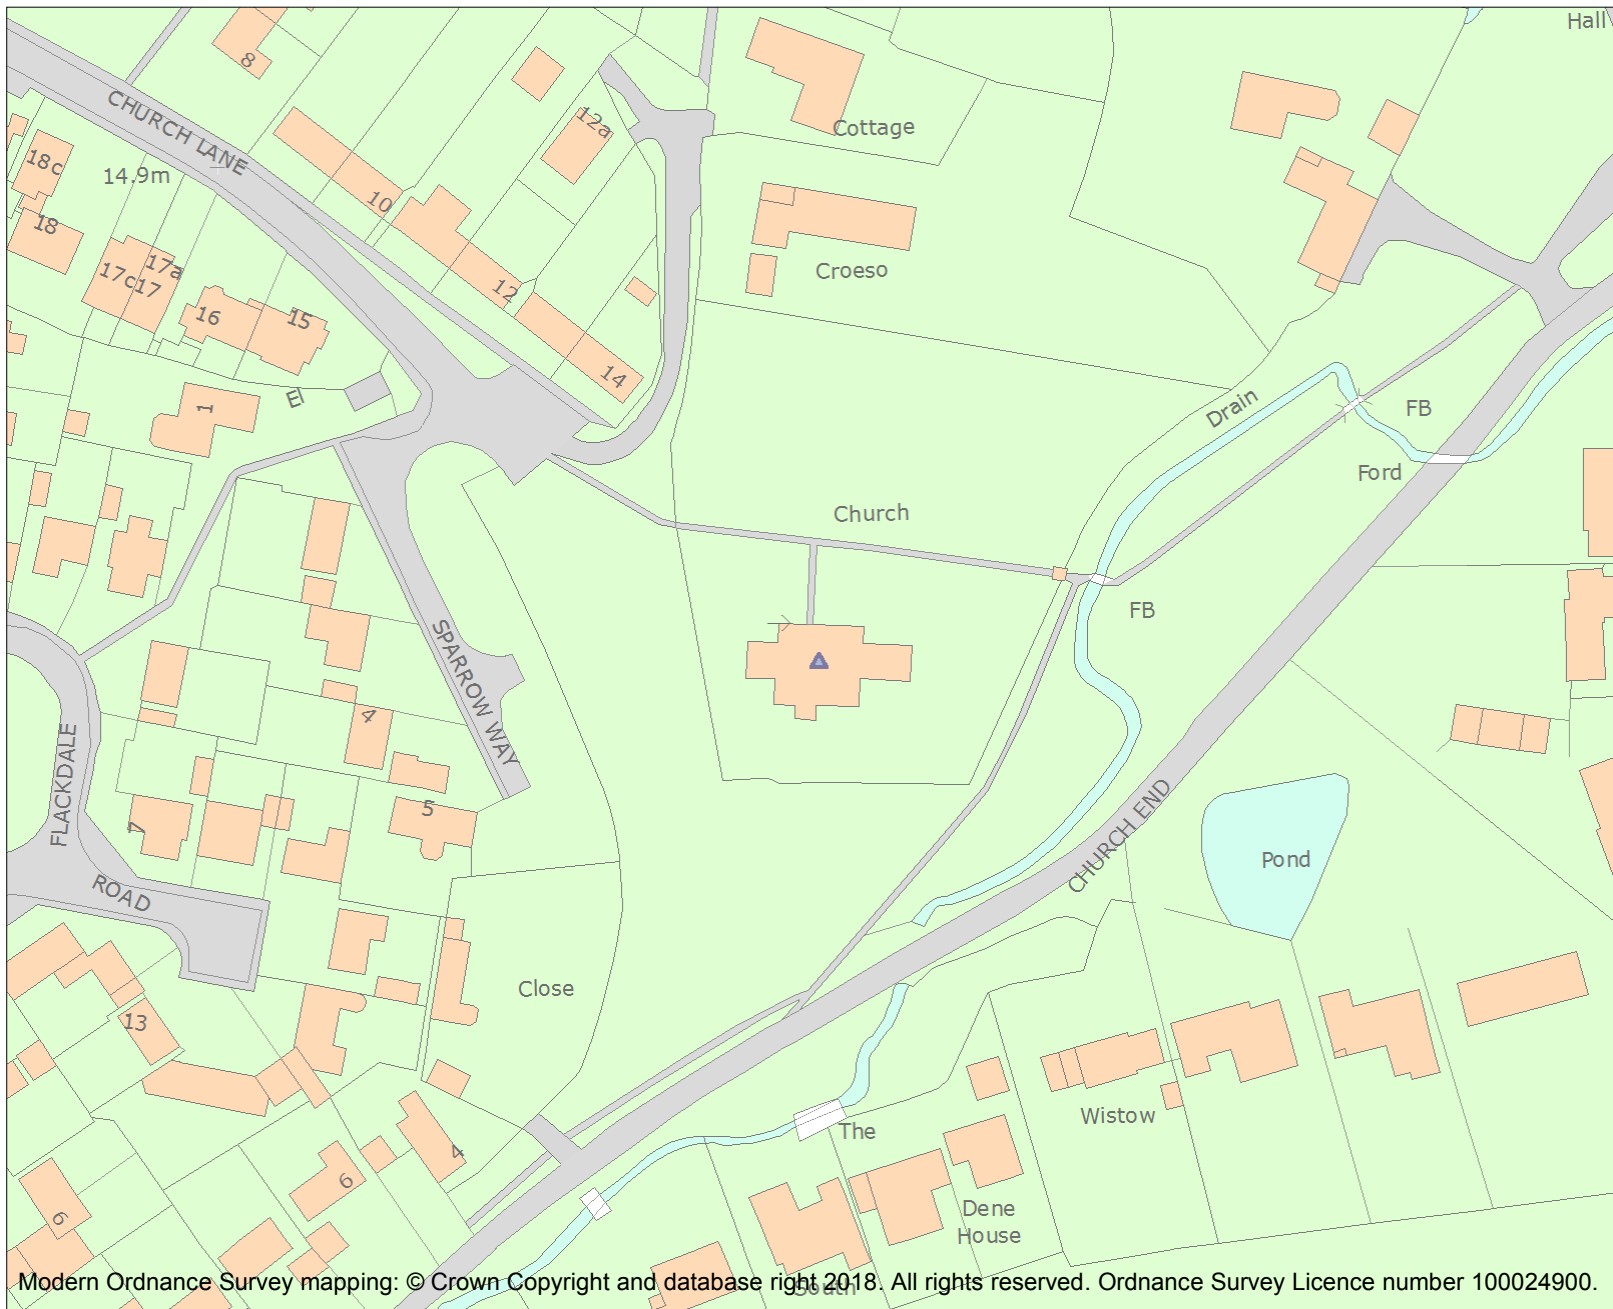 Hall
8
CHURCH LANE
12a
Cottage
18c
14.9m
10
18
17a
17c
17
Croeso
12
16
15
14
1
El
Drain
FB
Ford
Church
FB
SPARROW WAY
4
FLACKDALE
ROAD
5
7
CHURCH END
Pond
Close
13
Wistow
The
4
6
6
Dene
House
South
Modern Ordnance Survey mapping: © Crown Copyright and database right 2018. All rights reserved. Ordnance Survey Licence number 100024900.